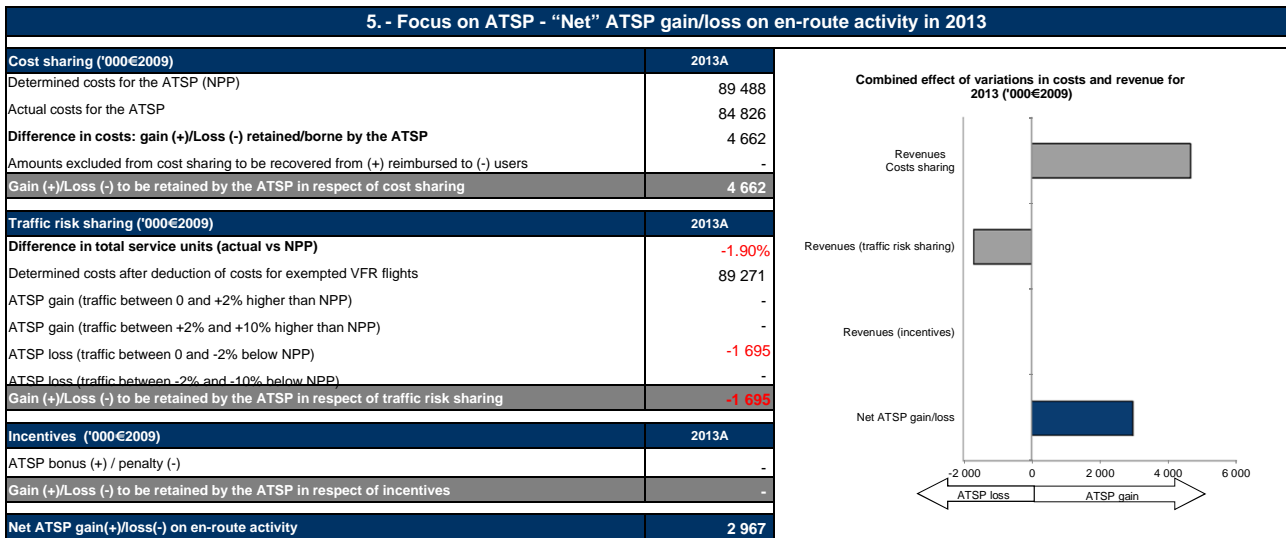 5. - Focus on ATSP - “Net” ATSP gain/loss on en-route activity in 2013
Cost sharing ('000€2009) 2013A
Determined costs for the ATSP (NPP) 89 488
Actual costs for the ATSP 84 826
Difference in costs: gain (+)/Loss (-) retained/borne by the ATSP 4 662
Amounts excluded from cost sharing to be recovered from (+) reimbursed to (-) users -
Gain (+)/Loss (-) to be retained by the ATSP in respect of cost sharing 4 662
Traffic risk sharing ('000€2009) 2013A
Difference in total service units (actual vs NPP) -1.90%
Determined costs after deduction of costs for exempted VFR flights 89 271
ATSP gain (traffic between 0 and +2% higher than NPP) -
ATSP gain (traffic between +2% and +10% higher than NPP) -
ATSP loss (traffic between 0 and -2% below NPP) -1 695
ATSP loss (traffic between -2% and -10% below NPP) -
Gain (+)/Loss (-) to be retained by the ATSP in respect of traffic risk sharing -1 695
Incentives ('000€2009) 2013A
ATSP bonus (+) / penalty (-) -
Gain (+)/Loss (-) to be retained by the ATSP in respect of incentives -
Net ATSP gain(+)/loss(-) on en-route activity 2 967
Combined effect of variations in costs and revenue for
2013 ('000€2009)
Revenues
Costs sharing
Revenues (traffic risk sharing)
Revenues (incentives)
Net ATSP gain/loss
-2 000 0 2 000 4 000 6 000
ATSP loss ATSP gain